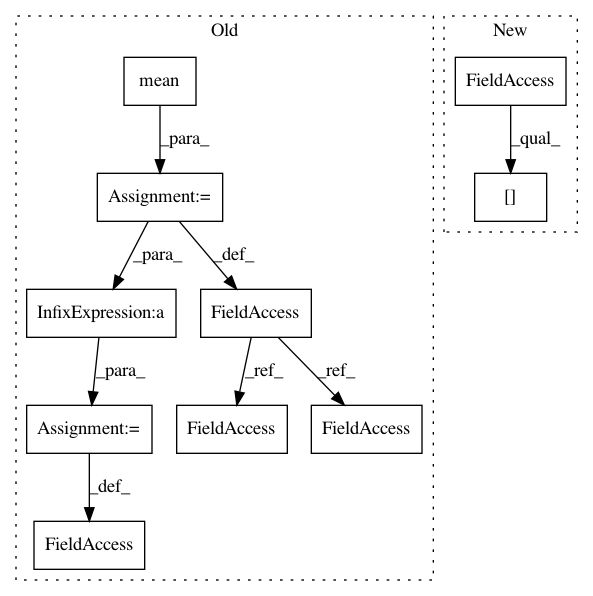 Old
New
mean
FieldAccess
_para_
_qual_
Assignment:=
[]
_para_
_def_
InfixExpression:a
FieldAccess
_para_
_ref_
_ref_
Assignment:=
FieldAccess
FieldAccess
_def_
FieldAccess